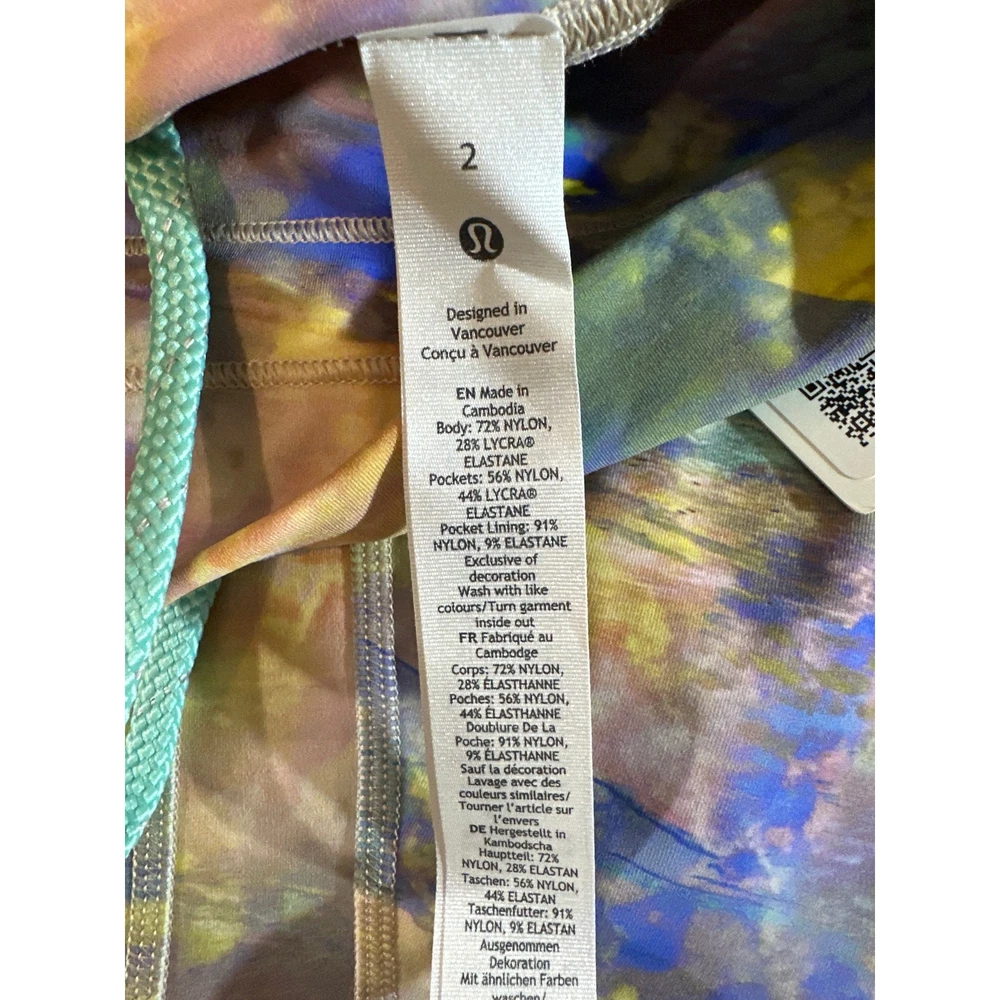 2
Designed in
Vancouver
Conçu à Vancouver
EN Made in
Cambodia
Body: 72% NYLON,
28% LYCRA®
ELASTANE
Pockets: 56% NYLON,
44% LYCRA®
ELASTANE
Pocket Lining: 91%
NYLON, 9% ELASTANE
Exclusive of
decoration
Wash with like
colours/Turn garment
inside out
FR Fabriqué au
Cambodge
Corps: 72% NYLON,
28% ÉLASTHANNE
Poches: 56% NYLON,
44% ÉLASTHANNE
Doublure De La
Poche: 91% NYLON,
9% ÉLASTHANNE
Sauf la décoration
Lavage avec des
couleurs similaires/
Tourner l'article sur
l'envers
DE Hergestellt in
Kambodscha
Hauptteil: 72%
NYLON, 28% ELASTAN
Taschen: 56% NYLON,
44% ELASTAN
Taschenfutter: 91%
NYLON, 9% ELASTAN
Ausgenommen
Dekoration
Mit ähnlichen Farben
waschen/